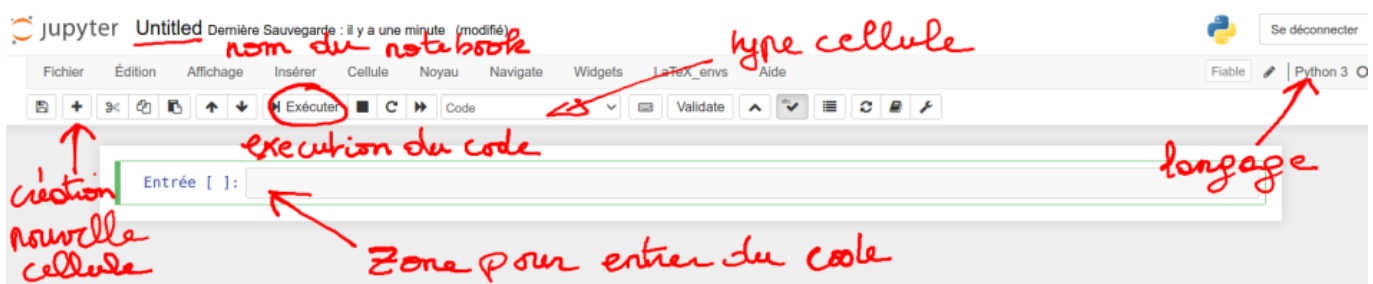 jupyter Untitled Dernière Sauvegarde : il y a une minute (modifié)
Se déconnecter
nom du notebook
type cellule
Fichier Édition Affichage Insérer Cellule Noyau Navigate Widgets LaTeX_envs Aide
Fiable Python 3
Exécuter Code Validate
execution du code
langage
Entrée [ ]:
création
nouvelle
cellule
Zone pour entrer du code